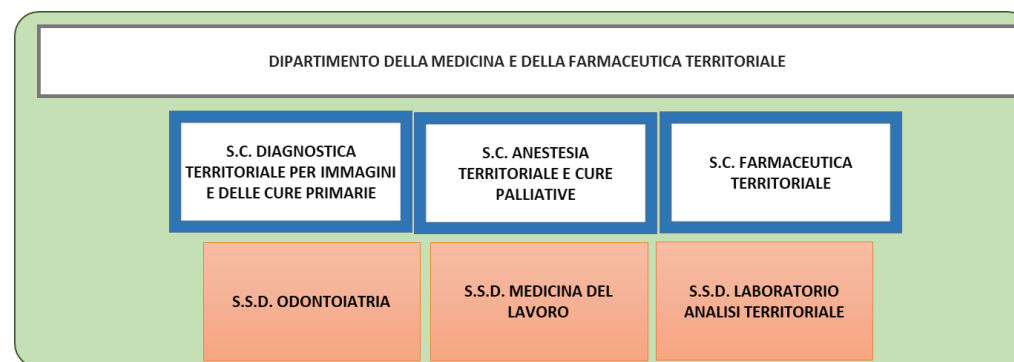 DIPARTIMENTO DELLA MEDICINA E DELLA FARMACEUTICA TERRITORIALE
S.C. DIAGNOSTICA
TERRITORIALE PER IMMAGINI
E DELLE CURE PRIMARIE
S.C. ANESTESIA
TERRITORIALE E CURE
PALLIATIVE
S.C. FARMACEUTICA
TERRITORIALE
S.S.D. ODONTOIATRIA
S.S.D. MEDICINA DEL
LAVORO
S.S.D. LABORATORIO
ANALISI TERRITORIALE